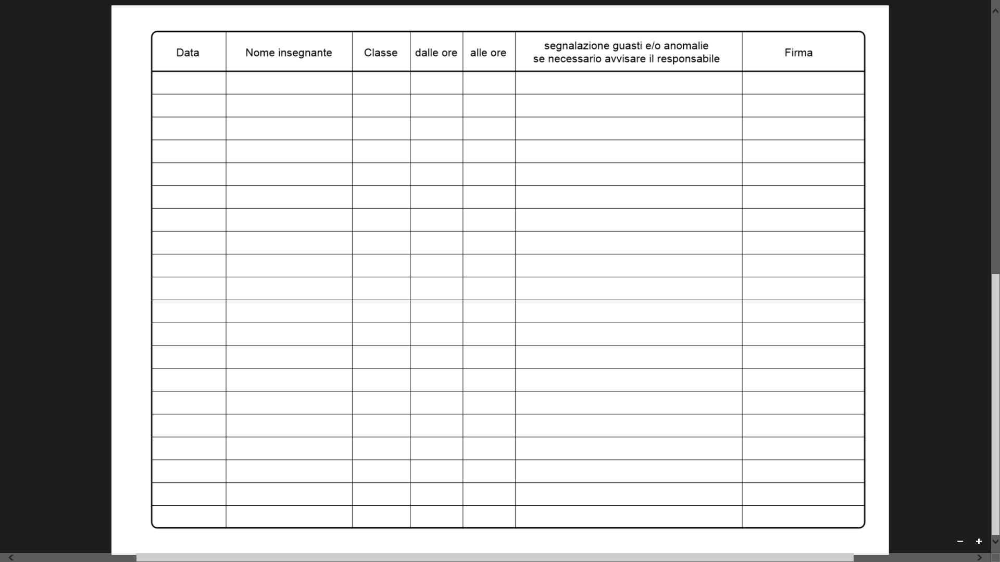 Data
Nome insegnante
Classe
dalle ore
alle ore
segnalazione guasti e/o anomalie
se necessario avvisare il responsabile
Firma